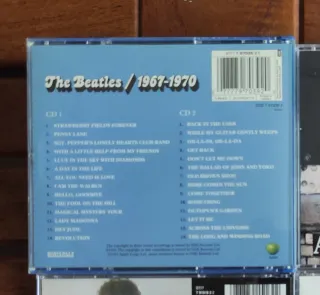 The Beatles / 1967-1970
CD 1
STRAWBERRY FIELDS FOREVER
PENNY LANE
SGT. PEPPER'S LONELY HEARTS CLUB BAND
WITH A LITTLE HELP FROM MY FRIENDS
LUCY IN THE SKY WITH DIAMONDS
A DAY IN THE LIFE
ALL YOU NEED IS LOVE
I AM THE WALRUS
HELLO, GOODBYE
THE FOOL ON THE HILL
MAGICAL MYSTERY TOUR
LADY MADONNA
HEY JUDE
REVOLUTION
CD 2
BACK IN THE USSR
WHILE MY GUITAR GENTLY WEEPS
OB-LA-DI, OB-LA-DA
GET BACK
DON'T LET ME DOWN
THE BALLAD OF JOHN AND YOKO
OLD BROWN SHOE
HERE COMES THE SUN
COME TOGETHER
SOMETHING
OCTOPUS'S GARDEN
LET IT BE
ACROSS THE UNIVERSE
THE LONG AND WINDING ROAD